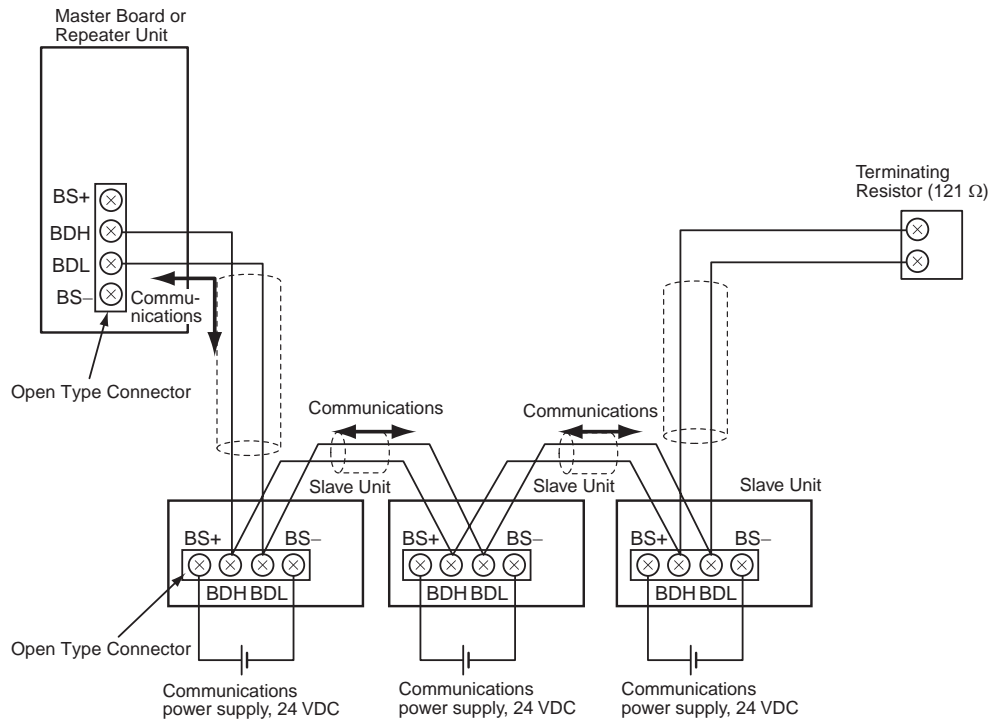 Master Board or
Repeater Unit
BS+
BDH
BDL
BS–
Commu-
nications
Open Type Connector
Terminating
Resistor (121 Ω)
Communications
Communications
Slave Unit
Slave Unit
Slave Unit
BS+
BS–
BDH BDL
BS+
BS–
BDH BDL
BS+
BS–
BDH BDL
Open Type Connector
Communications
power supply, 24 VDC
Communications
power supply, 24 VDC
Communications
power supply, 24 VDC